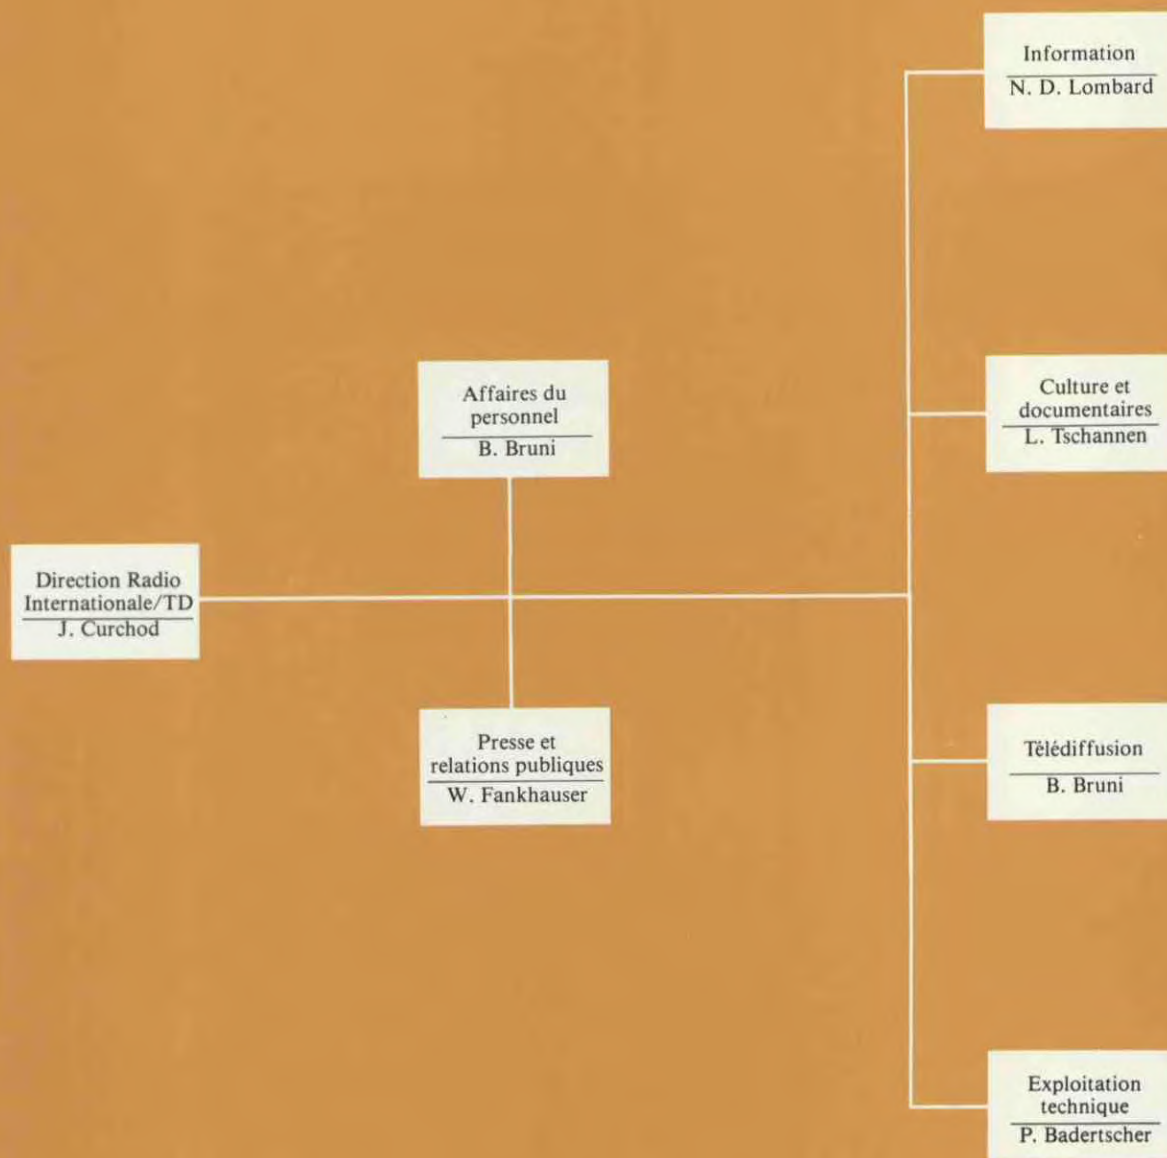 Information
N. D. Lombard
Culture et
documentaires
L. Tschannen
Affaires du
personnel
B. Bruni
Direction Radio
Internationale/TD
J. Curchod
Presse et
relations publiques
W. Fankhauser
Télédiffusion
B. Bruni
Exploitation
technique
P. Badertscher